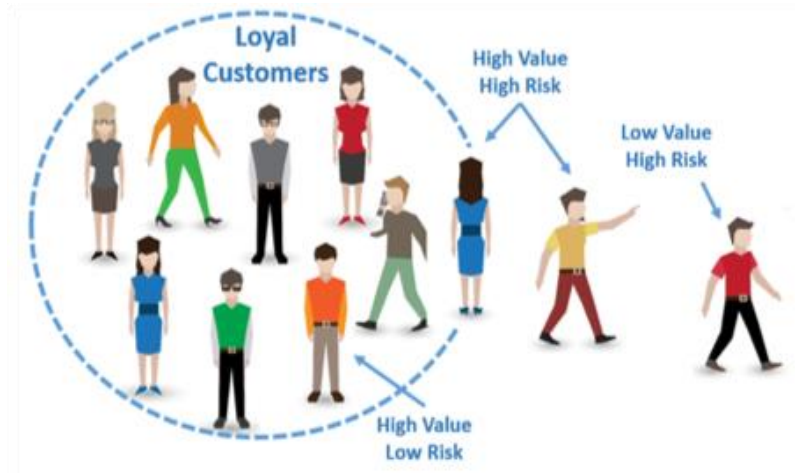 Loyal
Customers
High Value
High Risk
Low Value
High Risk
High Value
Low Risk